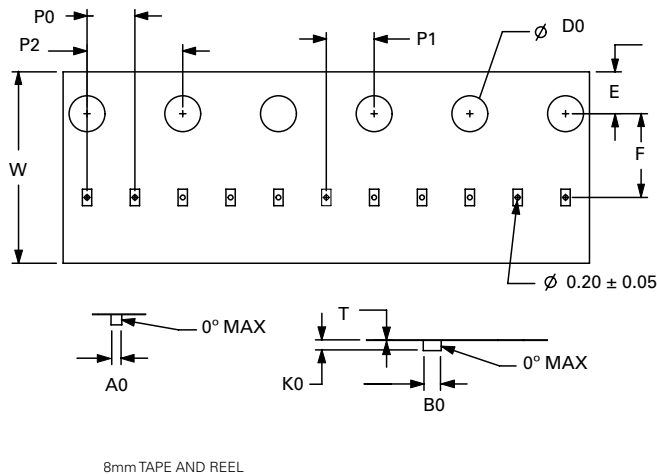 P0
P2
P1
ϕ D0
E
F
W
ϕ 0.20 ± 0.05
0° MAX
A0
T
K0
0° MAX
B0
8mm TAPE AND REEL